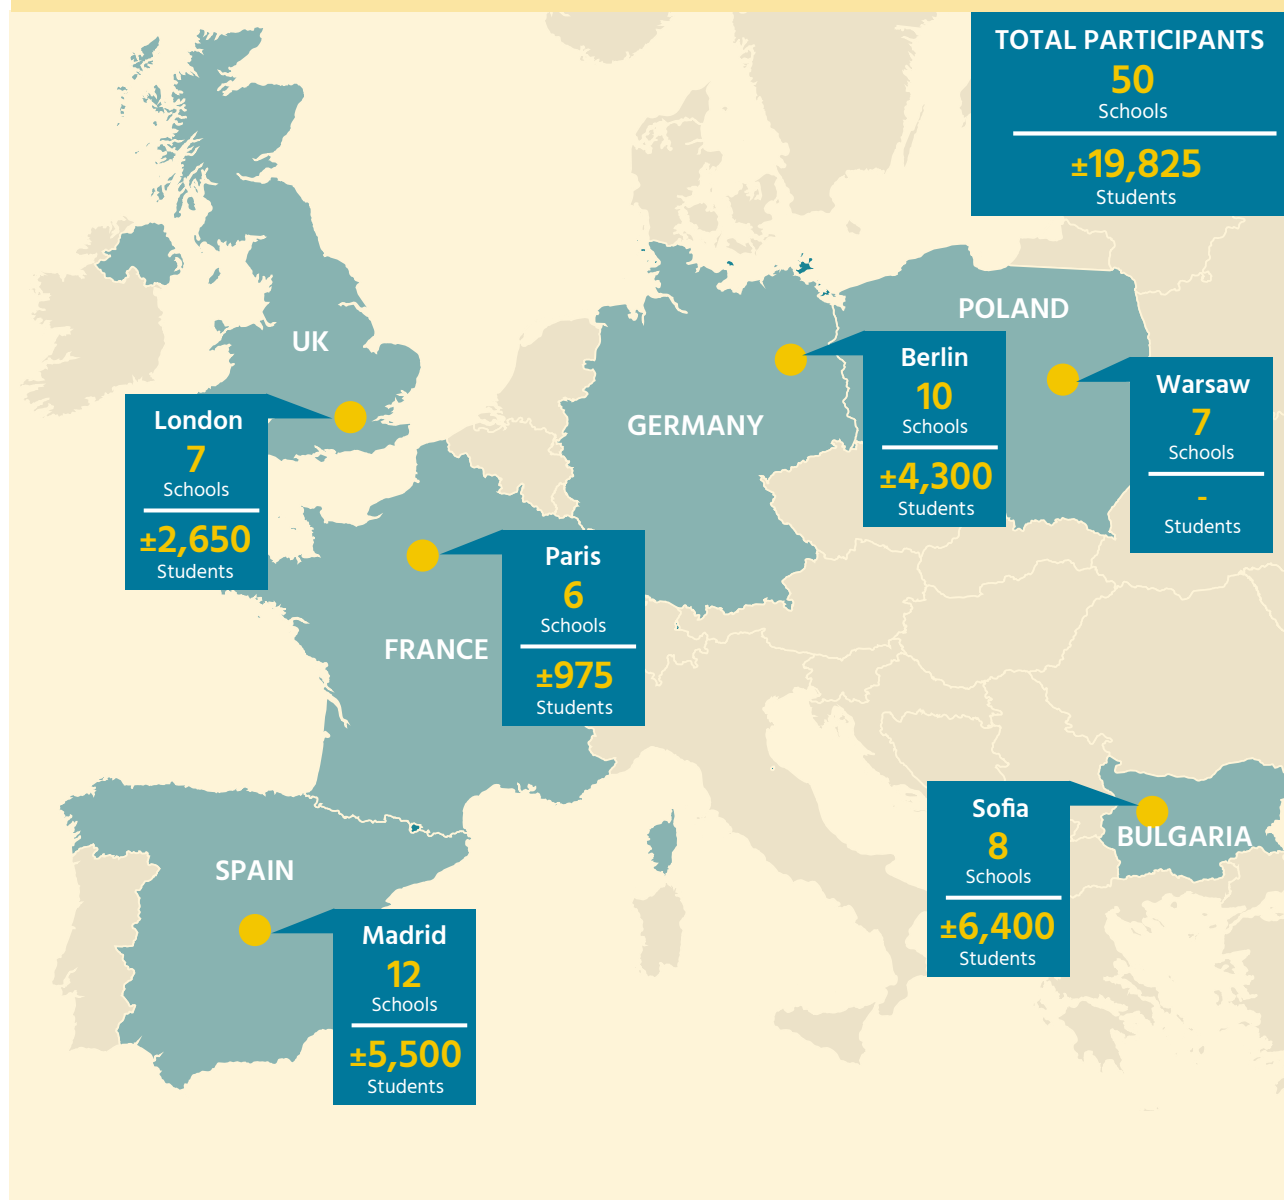 TOTAL PARTICIPANTS
50
Schools
±19,825
Students
UK
London
7
Schools
±2,650
Students
POLAND
Berlin
10
Schools
±4,300
Students
Warsaw
7
Schools
-
Students
GERMANY
Paris
6
Schools
±975
Students
FRANCE
Sofia
8
Schools
±6,400
Students
BULGARIA
SPAIN
Madrid
12
Schools
±5,500
Students